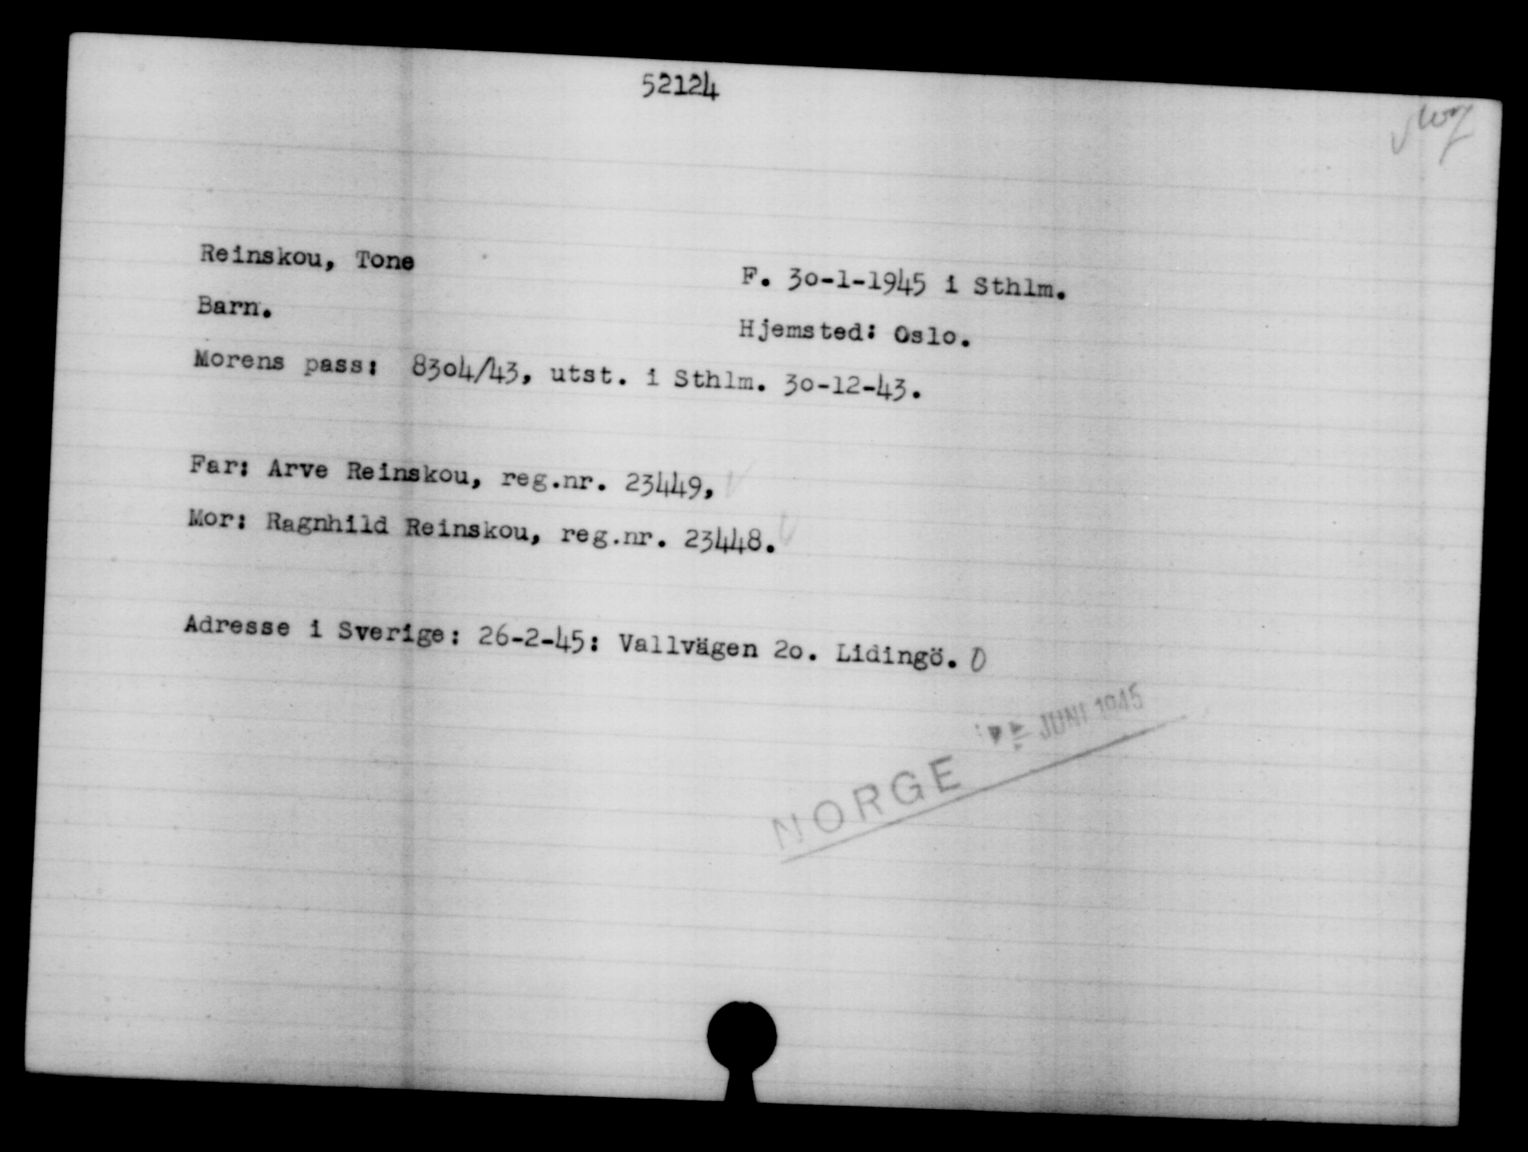 52124
Reinskou, Tone
F. 30-1-1945 i Sthlm.
Barn.
Hjemsted: Oslo.
Morens pass: 8304/43, utst. i Sthlm. 30-12-43.
Far: Arve Reinskou, reg.nr. 23449,
Mor: Ragnhild Reinskou, reg.nr. 23448.
Adresse i Sverige: 26-2-45: Vallvägen 20. Lidingö.
NORGE JUNI 1945